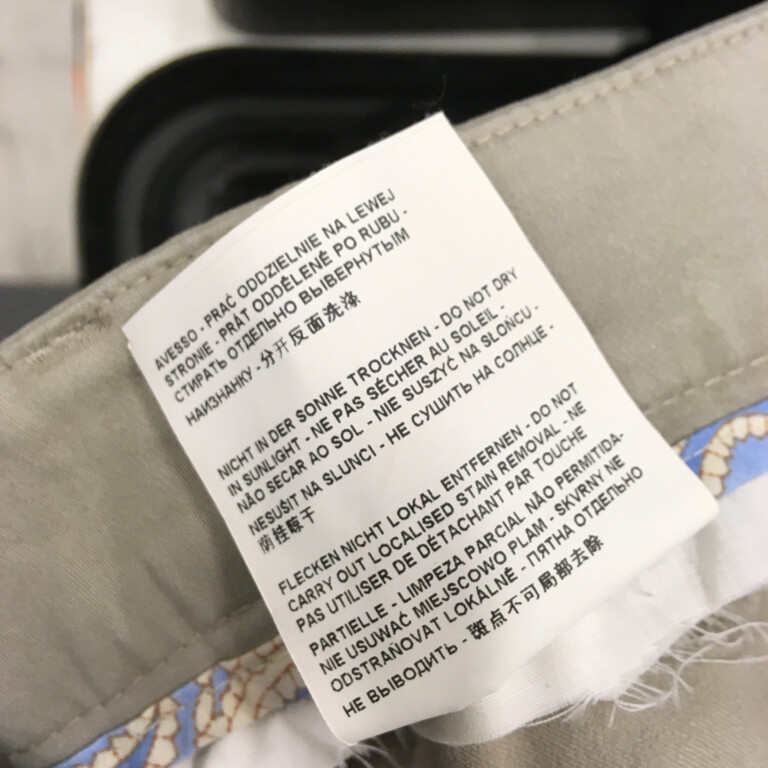 AVESSO - PRAĆ ODDZIELNIE NA LEWEJ
STRONIE - PRÁT ODDĚLENĚ PO RUBU -
СТИРАТЬ ОТДЕЛЬНО ВЫВЕРНУТЫМ
НАИЗНАНКУ - 分开反面洗涤
NICHT IN DER SONNE TROCKNEN - DO NOT DRY
IN SUNLIGHT - NE PAS SÉCHER AU SOLEIL -
NÃO SECAR AO SOL - NIE SUSZYĆ NA SŁOŃCU -
NESUŠIT NA SLUNCI - НЕ СУШИТЬ НА СОЛНЦЕ -
阴挂晾干
FLECKEN NICHT LOKAL ENTFERNEN - DO NOT
CARRY OUT LOCALISED STAIN REMOVAL - NE
PAS UTILISER DE DÉTACHANT PAR TOUCHE
PARTIELLE - LIMPEZA PARCIAL NÃO PERMITIDA-
NIE USUWAĆ MIEJSCOWO PLAM - SKVRNY NE
ODSTRAŇOVAT LOKÁLNĚ - ПЯТНА ОТДЕЛЬНО
НЕ ВЫВОДИТЬ - 斑点不可局部去除